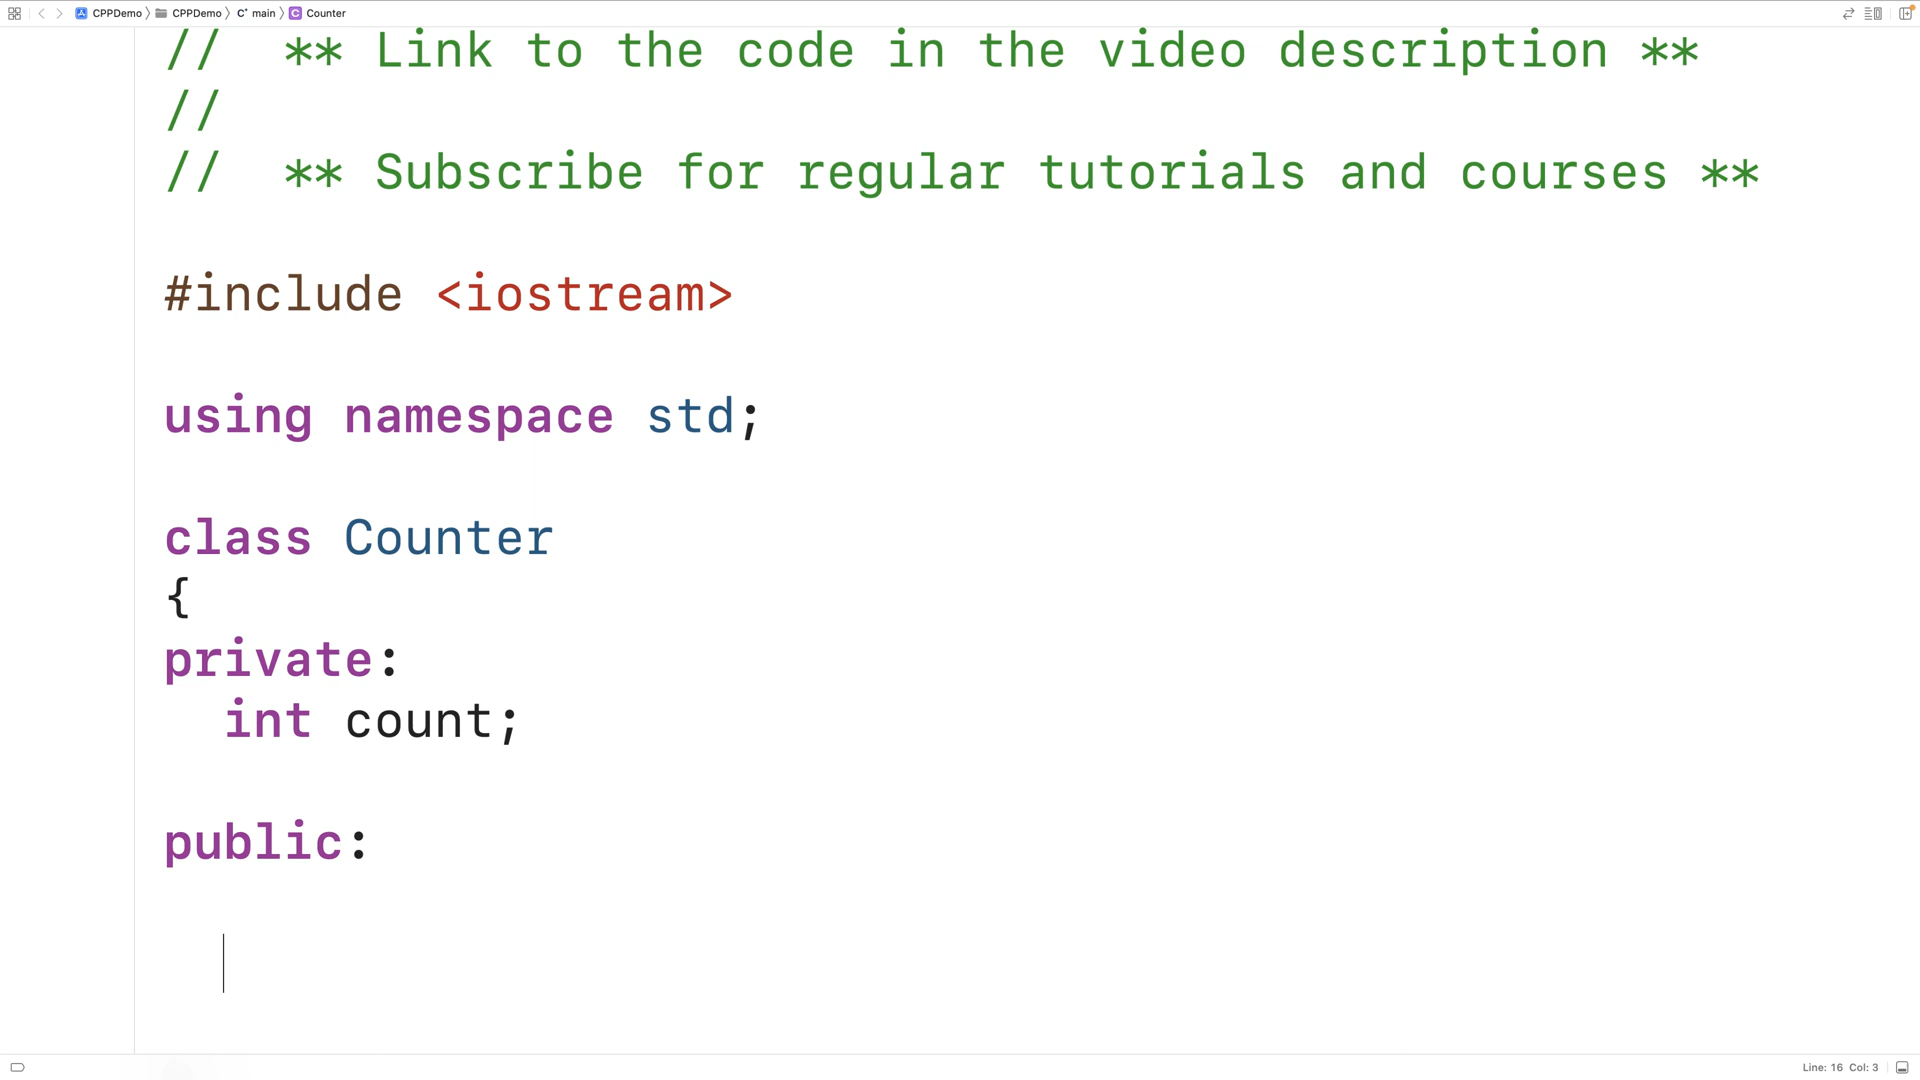 CPPDemo 〉 CPPDemo 〉 C⁺ main 〉 C Counter
//  ** Link to the code in the video description **
//
//  ** Subscribe for regular tutorials and courses **
#include <iostream>
using namespace std;
class Counter
{
private:
  int count;
public:
Line: 16 Col: 3